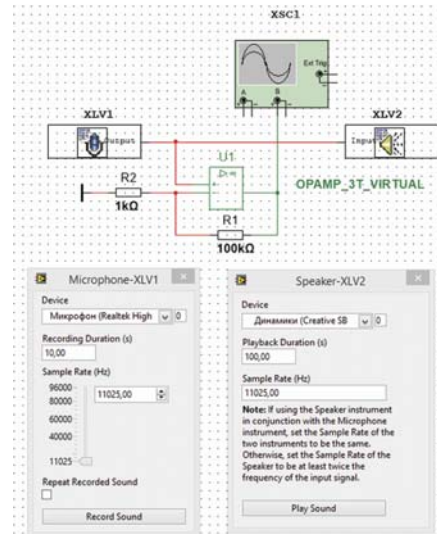 XSC1
Ext Trig
A
B
XLV1
XLV2
Output
Input
U1
R2
OPAMP_3T_VIRTUAL
1kΩ
R1
100kΩ
Microphone-XLV1
Device
Микрофон (Realtek High
0
Recording Duration (s)
10,00
Sample Rate (Hz)
96000
80000
60000
40000
11025
11025,00
Repeat Recorded Sound
Record Sound
Speaker-XLV2
Device
Динамики (Creative SB
0
Playback Duration (s)
100,00
Sample Rate (Hz)
11025,00
Note: If using the Speaker instrument
in conjunction with the Microphone
instrument, set the Sample Rate of the
two instruments to be the same.
Otherwise, set the Sample Rate of the
Speaker to be at least twice the
frequency of the input signal.
Play Sound